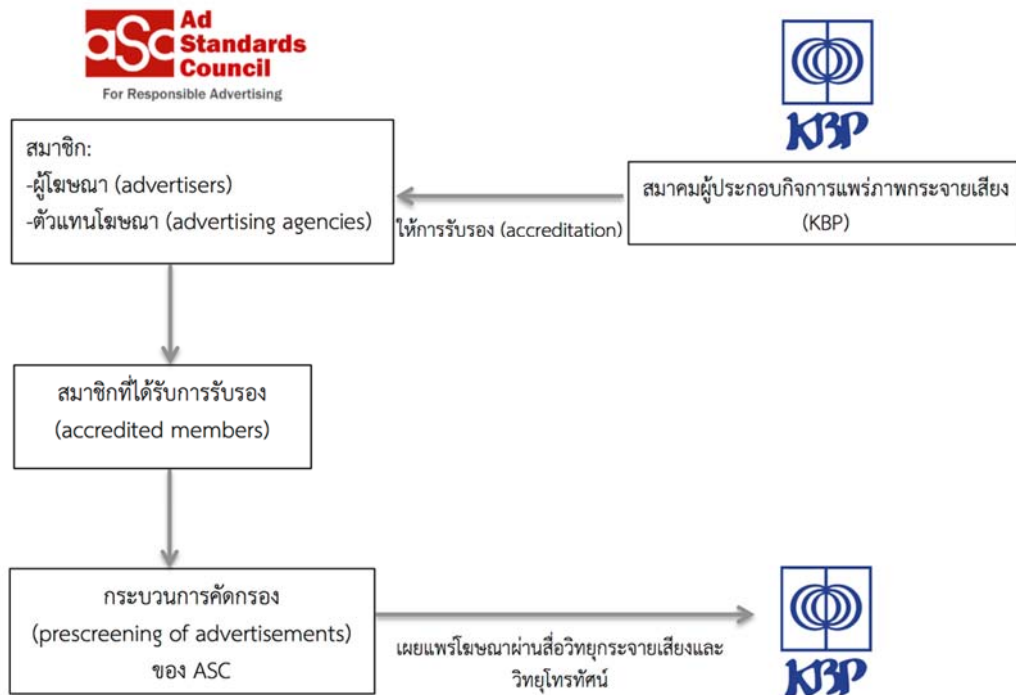 asc Ad
Standards
Council
For Responsible Advertising
KBP
สมาชิก:
-ผู้โฆษณา (advertisers)
-ตัวแทนโฆษณา (advertising agencies)
ให้การรับรอง (accreditation)
สมาคมผู้ประกอบกิจการแพร่ภาพกระจายเสียง
(KBP)
สมาชิกที่ได้รับการรับรอง
(accredited members)
กระบวนการคัดกรอง
(prescreening of advertisements)
ของ ASC
เผยแพร่โฆษณาผ่านสื่อวิทยุกระจายเสียงและ
วิทยุโทรทัศน์
KBP